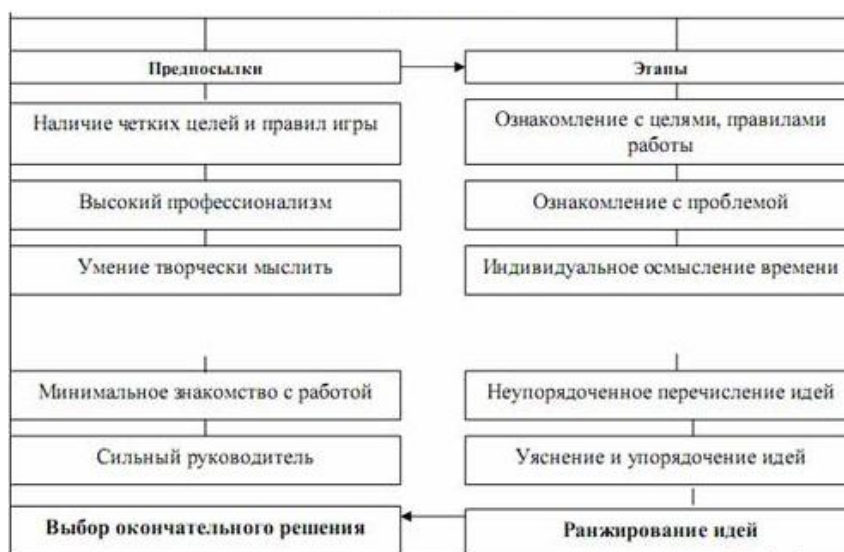 Предпосылки
Этапы
Наличие четких целей и правил игры
Ознакомление с целями, правилами
работы
Высокий профессионализм
Ознакомление с проблемой
Умение творчески мыслить
Индивидуальное осмысление времени
Минимальное знакомство с работой
Неупорядоченное перечисление идей
Сильный руководитель
Уяснение и упорядочение идей
Выбор окончательного решения
Ранжирование идей